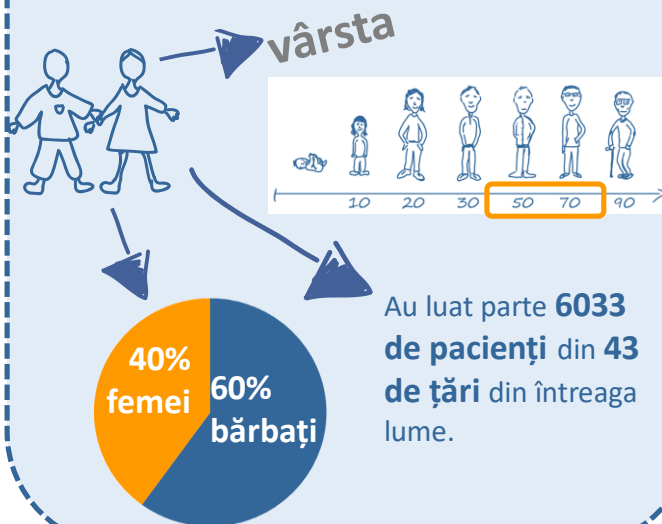 vârsta
10 20 30 50 70 90
40%
femei
60%
bărbați
Au luat parte 6033
de pacienți din 43
de țări din întreaga
lume.